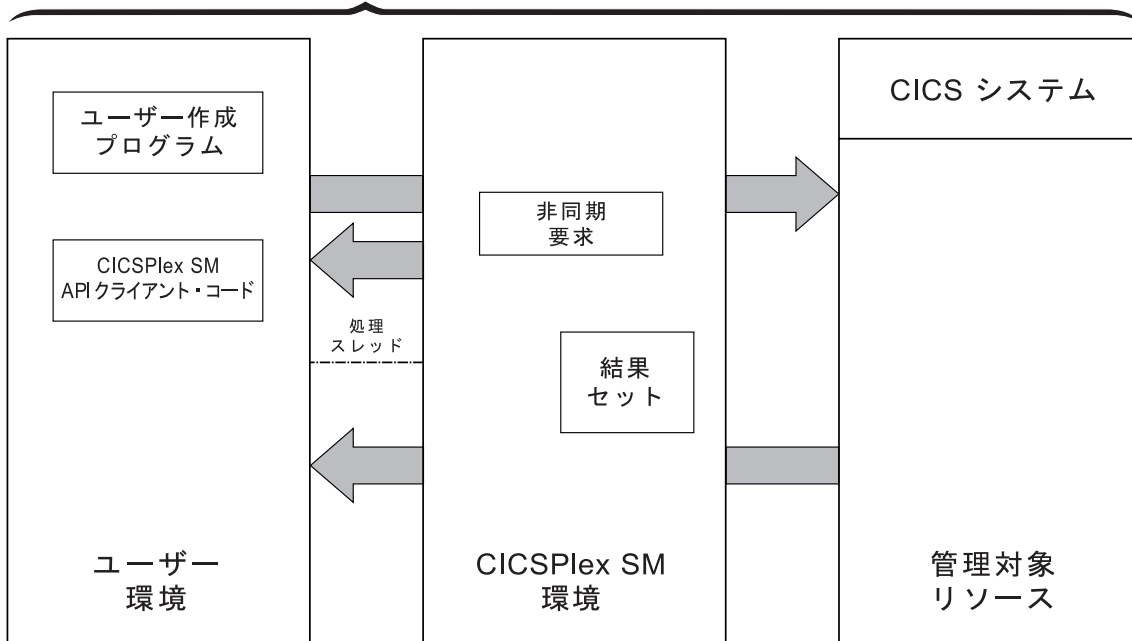 ユーザー作成
プログラム
CICSPlex SM
API クライアント・コード
処理
スレッド
ユーザー
環境
非同期
要求
結果
セット
CICSPlex SM
環境
CICS システム
管理対象
リソース